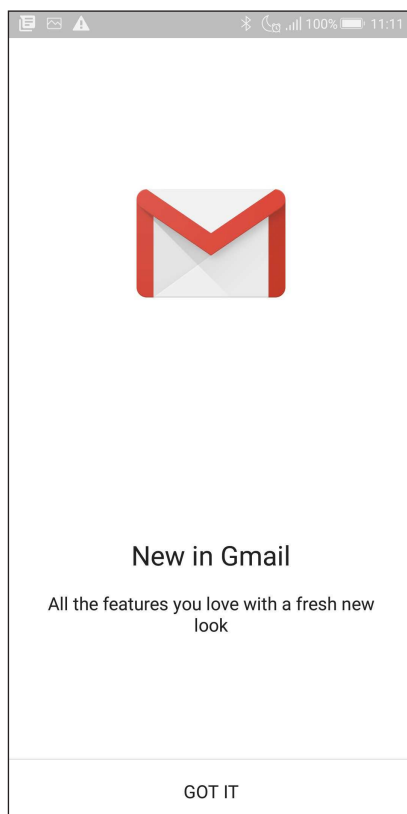 100% 11:11
New in Gmail
All the features you love with a fresh new
look
GOT IT